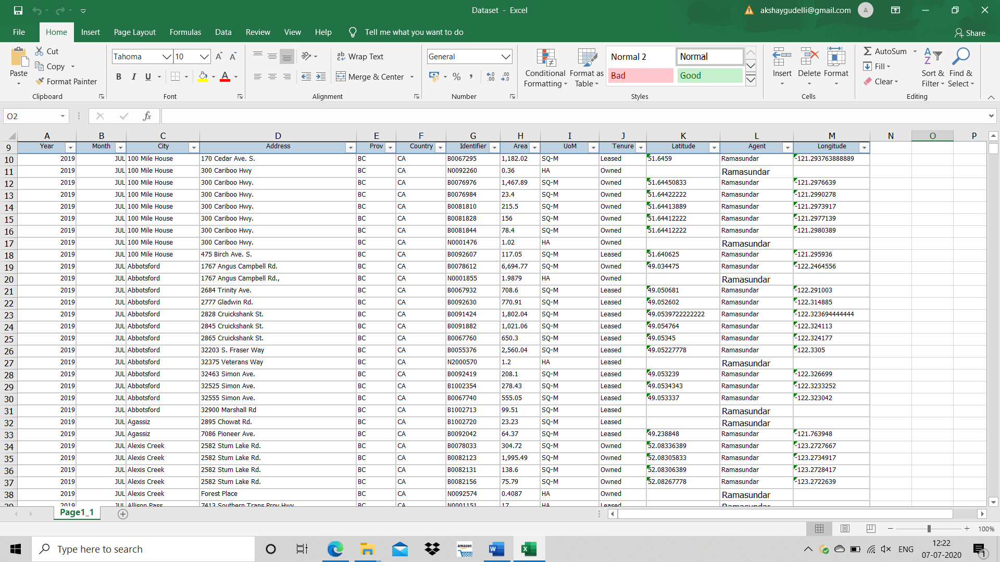 Dataset - Excel
akshaygudelli@gmail.com A
File Home Insert Page Layout Formulas Data Review View Help Tell me what you want to do Share
Paste Cut Copy Format Painter Clipboard
Tahoma 10 B I U A Font
Wrap Text Merge & Center Alignment
General % , Number
Conditional Formatting Format as Table Normal 2 Normal Bad Good Styles
Insert Delete Format Cells
AutoSum Fill Clear Sort & Filter Find & Select Editing
O2 fx
A B C D E F G H I J K L M N O P
9 Year Month City Address Prov Country Identifier Area UoM Tenure Latitude Agent Longitude
10 2019 JUL 100 Mile House 170 Cedar Ave. S. BC CA B0067295 1,182.02 SQ-M Leased 51.6459 Ramasundar -121.293763888889
11 2019 JUL 100 Mile House 300 Cariboo Hwy BC CA N0092260 0.36 HA Owned Ramasundar
12 2019 JUL 100 Mile House 300 Cariboo Hwy. BC CA B0076976 1,467.89 SQ-M Owned 51.64450833 Ramasundar -121.2976639
13 2019 JUL 100 Mile House 300 Cariboo Hwy. BC CA B0076984 23.4 SQ-M Owned 51.64422222 Ramasundar -121.2990278
14 2019 JUL 100 Mile House 300 Cariboo Hwy. BC CA B0081810 215.5 SQ-M Owned 51.64413889 Ramasundar -121.2973917
15 2019 JUL 100 Mile House 300 Cariboo Hwy. BC CA B0081828 156 SQ-M Owned 51.64412222 Ramasundar -121.2977139
16 2019 JUL 100 Mile House 300 Cariboo Hwy. BC CA B0081844 78.4 SQ-M Owned 51.64412222 Ramasundar -121.2980389
17 2019 JUL 100 Mile House 300 Cariboo Hwy. BC CA N0001476 1.02 HA Owned Ramasundar
18 2019 JUL 100 Mile House 475 Birch Ave. S. BC CA B0092607 117.05 SQ-M Leased 51.640625 Ramasundar -121.295936
19 2019 JUL Abbotsford 1767 Angus Campbell Rd. BC CA B0078612 6,694.77 SQ-M Owned 49.034475 Ramasundar -122.2464556
20 2019 JUL Abbotsford 1767 Angus Campbell Rd., BC CA N0001855 1.9879 HA Owned Ramasundar
21 2019 JUL Abbotsford 2684 Trinity Ave. BC CA B0067932 708.6 SQ-M Leased 49.050681 Ramasundar -122.291003
22 2019 JUL Abbotsford 2777 Gladwin Rd. BC CA B0092630 770.91 SQ-M Leased 49.052602 Ramasundar -122.314885
23 2019 JUL Abbotsford 2828 Cruickshank St. BC CA B0091424 1,802.04 SQ-M Leased 49.0539722222222 Ramasundar -122.323694444444
24 2019 JUL Abbotsford 2845 Cruickshank St. BC CA B0091882 1,021.06 SQ-M Leased 49.054764 Ramasundar -122.324113
25 2019 JUL Abbotsford 2865 Cruickshank St. BC CA B0067760 650.3 SQ-M Leased 49.05345 Ramasundar -122.324177
26 2019 JUL Abbotsford 32203 S. Fraser Way BC CA B0055376 2,560.04 SQ-M Leased 49.05227778 Ramasundar -122.3305
27 2019 JUL Abbotsford 32375 Veterans Way BC CA N2000570 1.2 HA Leased Ramasundar
28 2019 JUL Abbotsford 32463 Simon Ave. BC CA B0092419 208.1 SQ-M Leased 49.053239 Ramasundar -122.326699
29 2019 JUL Abbotsford 32525 Simon Ave. BC CA B1002354 278.43 SQ-M Leased 49.0534343 Ramasundar -122.3233252
30 2019 JUL Abbotsford 32555 Simon Ave. BC CA B0067740 555.05 SQ-M Leased 49.053337 Ramasundar -122.323042
31 2019 JUL Abbotsford 32900 Marshall Rd BC CA B1002713 99.51 SQ-M Leased Ramasundar
32 2019 JUL Agassiz 2895 Chowat Rd. BC CA B1002720 23.23 SQ-M Leased Ramasundar
33 2019 JUL Agassiz 7086 Pioneer Ave. BC CA B0092042 64.37 SQ-M Leased 49.238848 Ramasundar -121.763948
34 2019 JUL Alexis Creek 2582 Stum Lake Rd. BC CA B0078033 304.72 SQ-M Owned 52.08336389 Ramasundar -123.2727667
35 2019 JUL Alexis Creek 2582 Stum Lake Rd. BC CA B0082123 1,995.49 SQ-M Owned 52.08305833 Ramasundar -123.2734917
36 2019 JUL Alexis Creek 2582 Stum Lake Rd. BC CA B0082131 138.6 SQ-M Owned 52.08306389 Ramasundar -123.2728417
37 2019 JUL Alexis Creek 2582 Stum Lake Rd. BC CA B0082156 75.79 SQ-M Owned 52.08267778 Ramasundar -123.2722639
38 2019 JUL Alexis Creek Forest Place BC CA N0092574 0.4087 HA Owned Ramasundar
39 2019 JUL Allison Pass 7413 Southern Trans Prov Hwy BC CA N0001151 17 HA Leased Ramasundar
Page1_1
100%
Type here to search amazon ENG 12:22
07-07-2020 1